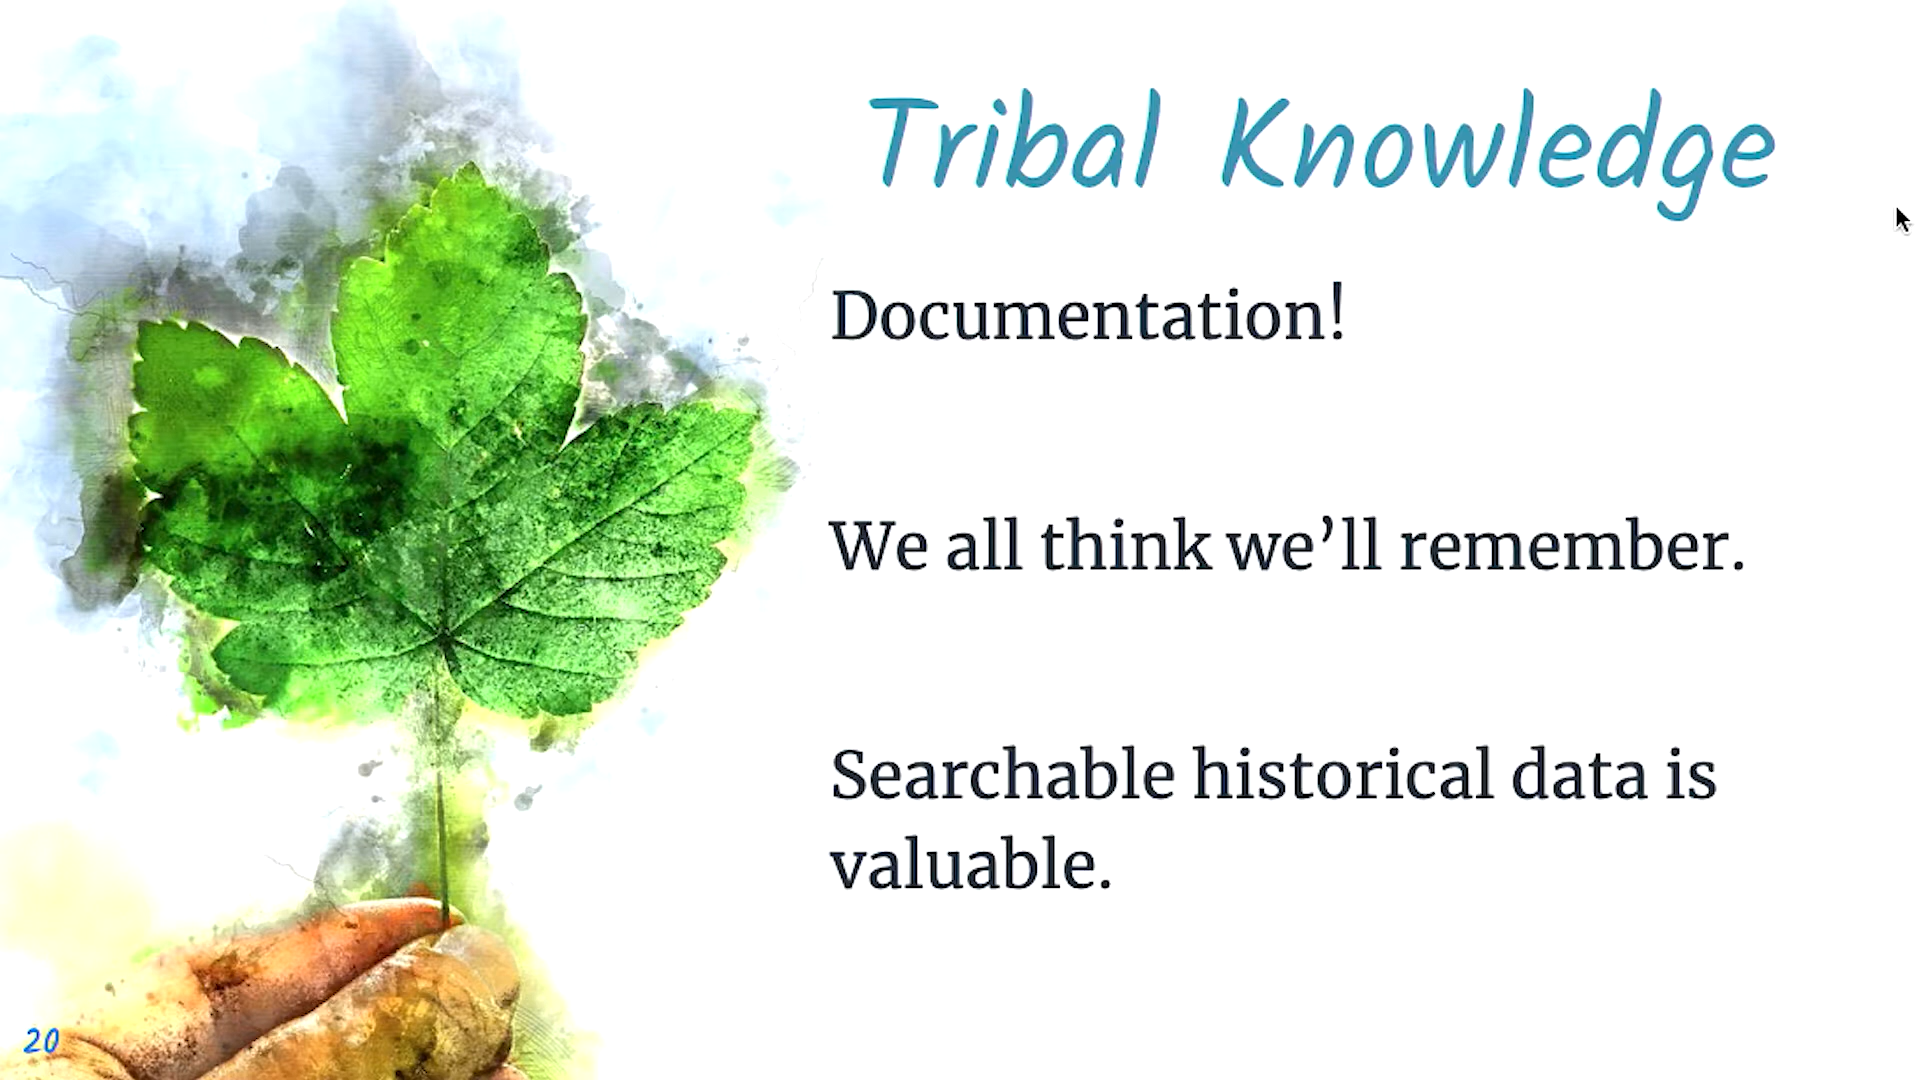 Tribal Knowledge
Documentation!
We all think we’ll remember.
Searchable historical data is
valuable.
20